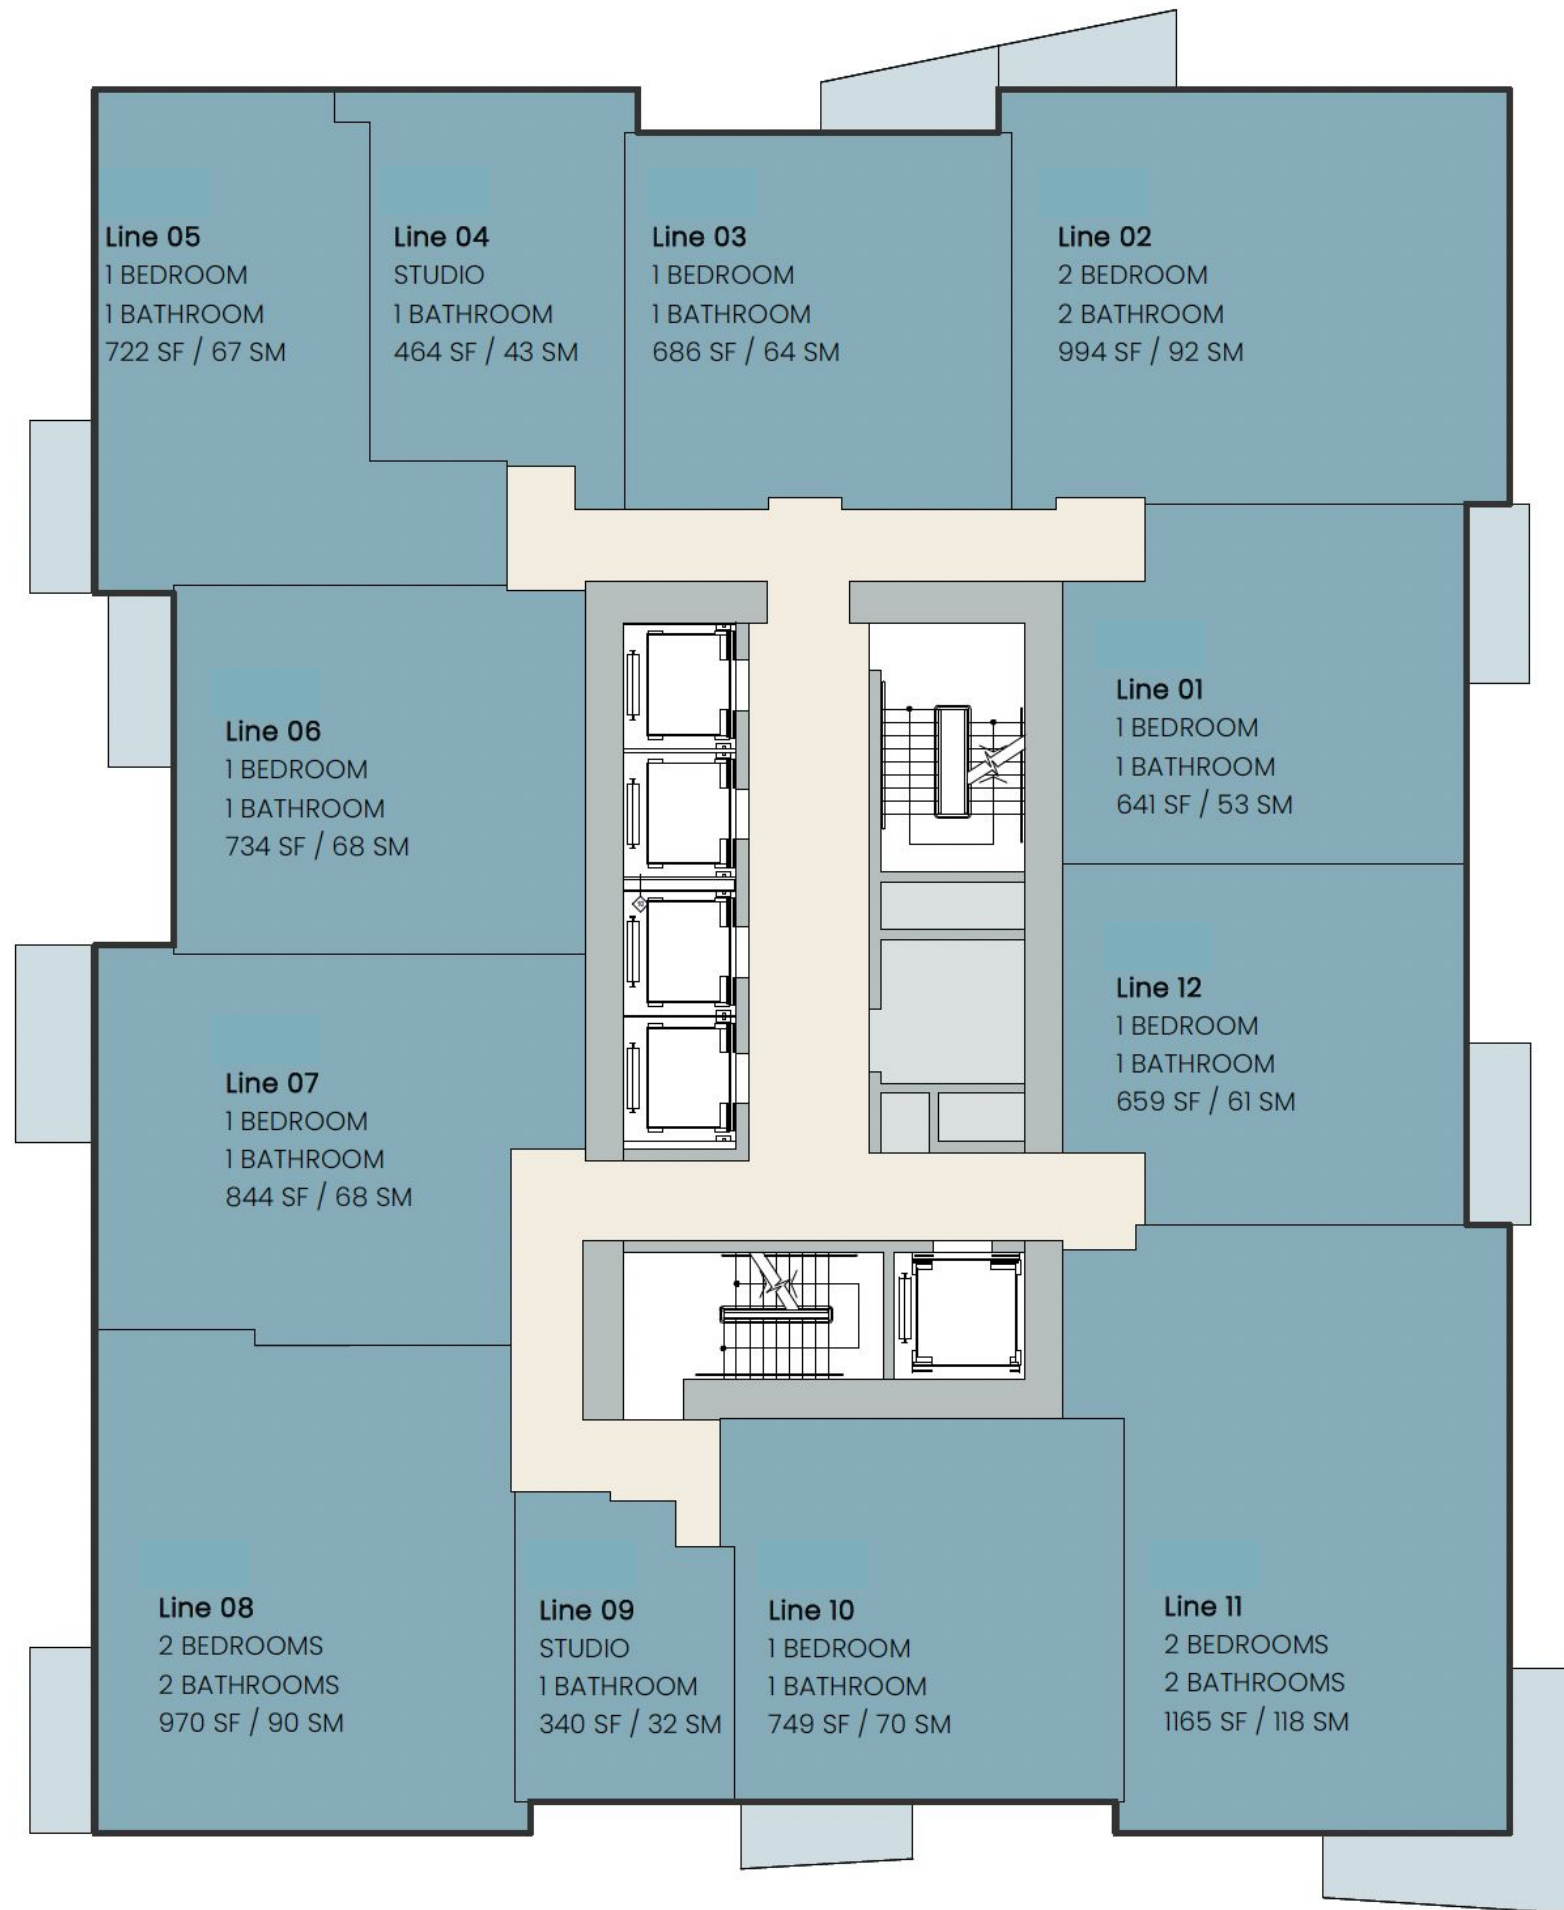 Line 05
1 BEDROOM
1 BATHROOM
722 SF / 67 SM
Line 04
STUDIO
1 BATHROOM
464 SF / 43 SM
Line 03
1 BEDROOM
1 BATHROOM
686 SF / 64 SM
Line 02
2 BEDROOM
2 BATHROOM
994 SF / 92 SM
Line 06
1 BEDROOM
1 BATHROOM
734 SF / 68 SM
Line 01
1 BEDROOM
1 BATHROOM
641 SF / 53 SM
Line 07
1 BEDROOM
1 BATHROOM
844 SF / 68 SM
Line 12
1 BEDROOM
1 BATHROOM
659 SF / 61 SM
Line 08
2 BEDROOMS
2 BATHROOMS
970 SF / 90 SM
Line 09
STUDIO
1 BATHROOM
340 SF / 32 SM
Line 10
1 BEDROOM
1 BATHROOM
749 SF / 70 SM
Line 11
2 BEDROOMS
2 BATHROOMS
1165 SF / 118 SM